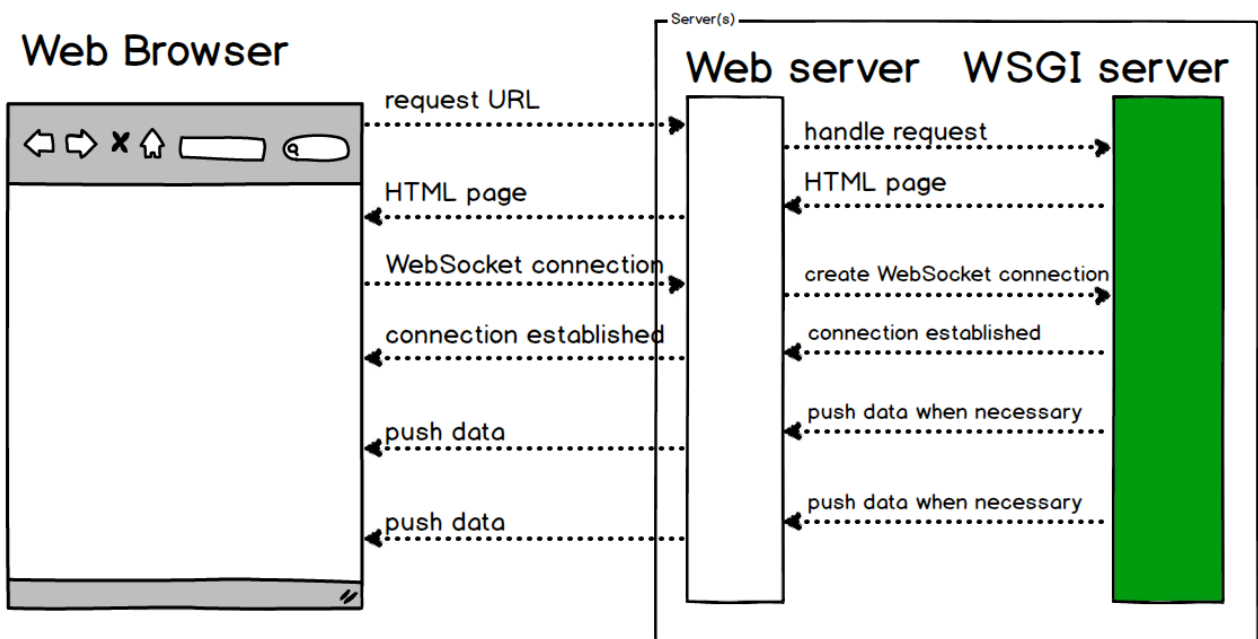 Server(s)
Web Browser
Web server
WSGI server
request URL
handle request
HTML page
HTML page
WebSocket connection
create WebSocket connection
connection established
connection established
push data
push data when necessary
push data
push data when necessary